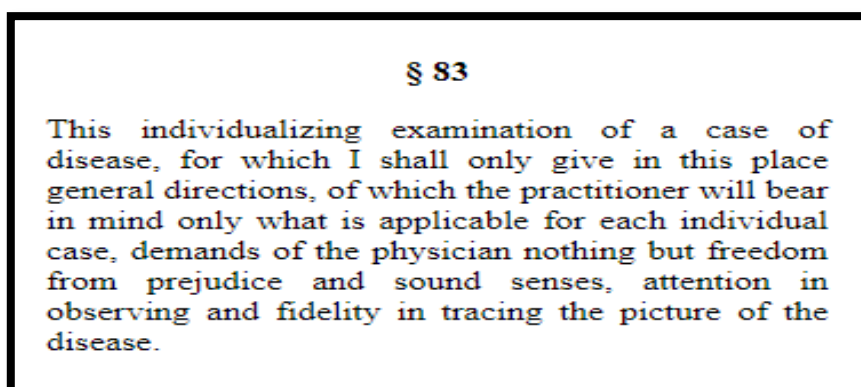 § 83
This individualizing examination of a case of
disease, for which I shall only give in this place
general directions, of which the practitioner will bear
in mind only what is applicable for each individual
case, demands of the physician nothing but freedom
from prejudice and sound senses, attention in
observing and fidelity in tracing the picture of the
disease.